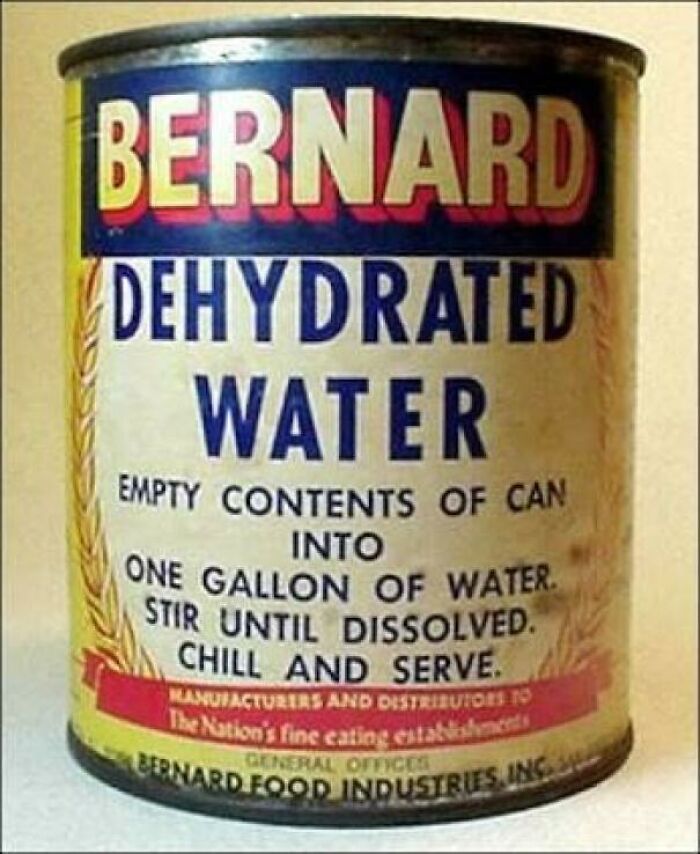 BERNARD
DEHYDRATED
WATER
EMPTY CONTENTS OF CAN
INTO
ONE GALLON OF WATER.
STIR UNTIL DISSOLVED.
CHILL AND SERVE.
MANUFACTURERS AND DISTRIBUTORS TO
The Nation's fine eating establishments
GENERAL OFFICES
BERNARD FOOD INDUSTRIES, INC.